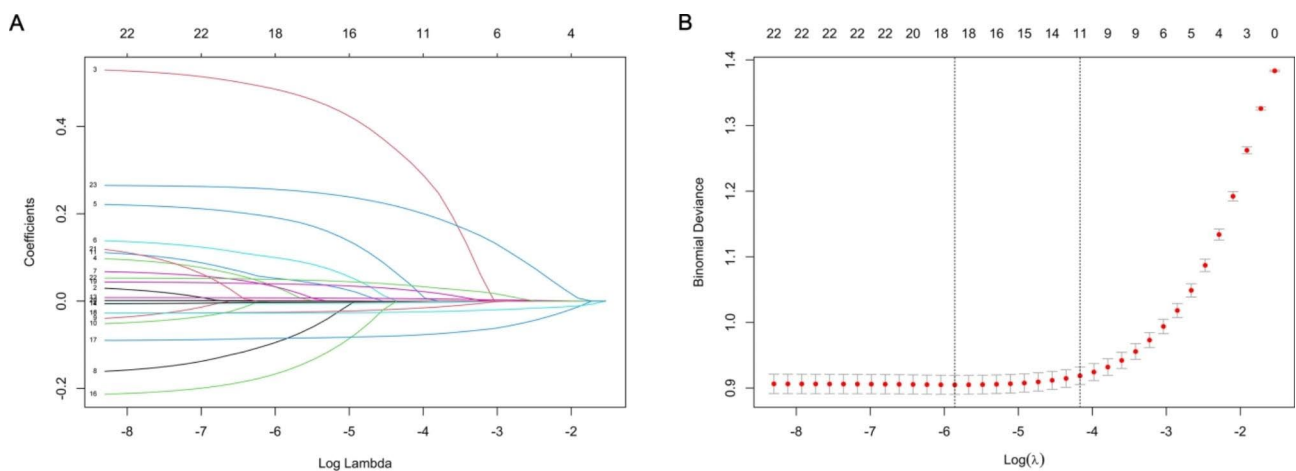 A
22 22 18 16 11 6 4
3
23
5
6
21
11
4
7
22
2
10
17
8
16
0.4
0.2
0.0
-0.2
Coefficients
-8 -7 -6 -5 -4 -3 -2
Log Lambda
B
22 22 22 22 20 18 18 16 15 14 11 9 9 6 5 4 3 0
1.4
1.3
1.2
1.1
1.0
0.9
Binomial Deviance
-8 -6 -4 -2
Log(λ)